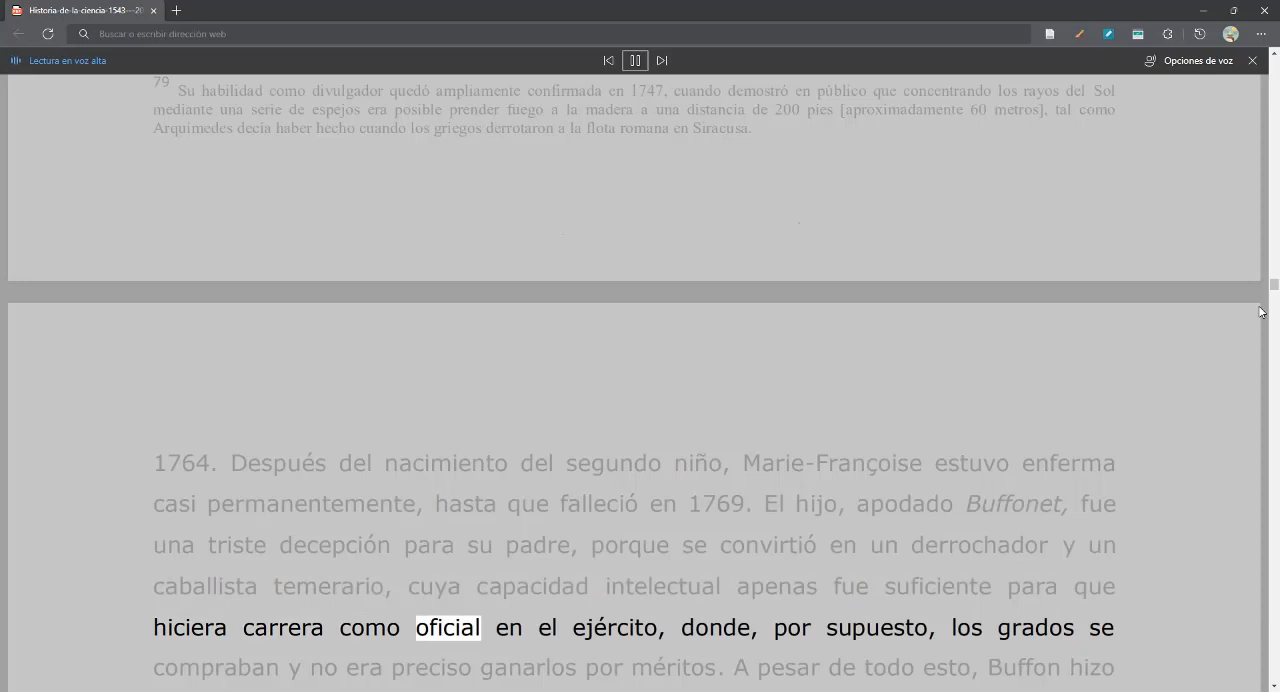 Historia-de-la-ciencia-1543---20
Buscar o escribir dirección web
Lectura en voz alta
Opciones de voz
79 Su habilidad como divulgador quedó ampliamente confirmada en 1747, cuando demostró en público que concentrando los rayos del Sol
mediante una serie de espejos era posible prender fuego a la madera a una distancia de 200 pies [aproximadamente 60 metros], tal como
Arquímedes decía haber hecho cuando los griegos derrotaron a la flota romana en Siracusa.
1764. Después del nacimiento del segundo niño, Marie-Françoise estuvo enferma
casi permanentemente, hasta que falleció en 1769. El hijo, apodado Buffonet, fue
una triste decepción para su padre, porque se convirtió en un derrochador y un
caballista temerario, cuya capacidad intelectual apenas fue suficiente para que
hiciera carrera como oficial en el ejército, donde, por supuesto, los grados se
compraban y no era preciso ganarlos por méritos. A pesar de todo esto, Buffon hizo